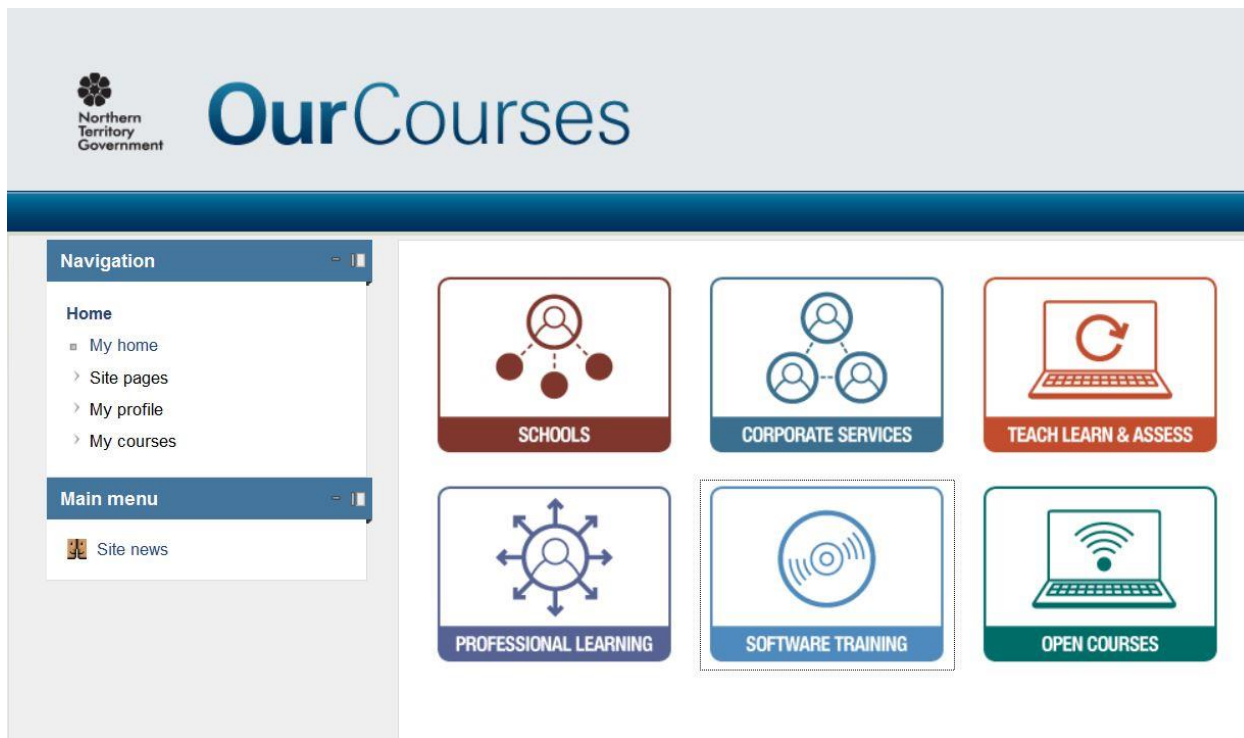 Northern
Territory
Government
OurCourses
Navigation
Home
My home
Site pages
My profile
My courses
Main menu
Site news
SCHOOLS
CORPORATE SERVICES
TEACH LEARN & ASSESS
PROFESSIONAL LEARNING
SOFTWARE TRAINING
OPEN COURSES